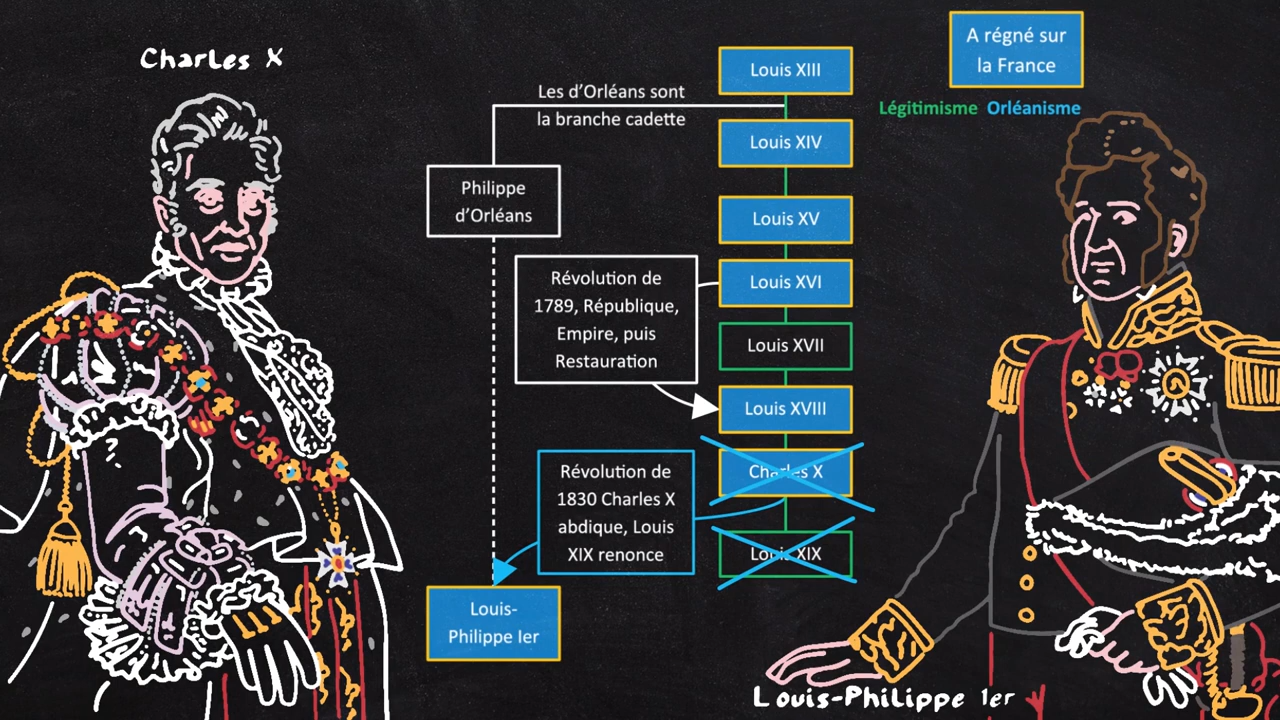 Charles X
Les d’Orléans sont
la branche cadette
Philippe
d’Orléans
Louis XIII
Louis XIV
Louis XV
Louis XVI
Louis XVII
Louis XVIII
Charles X
Louis XIX
Révolution de
1789, République,
Empire, puis
Restauration
Révolution de
1830 Charles X
abdique, Louis
XIX renonce
Louis-
Philippe Ier
A régné sur
la France
Légitimisme Orléanisme
Louis-Philippe 1er